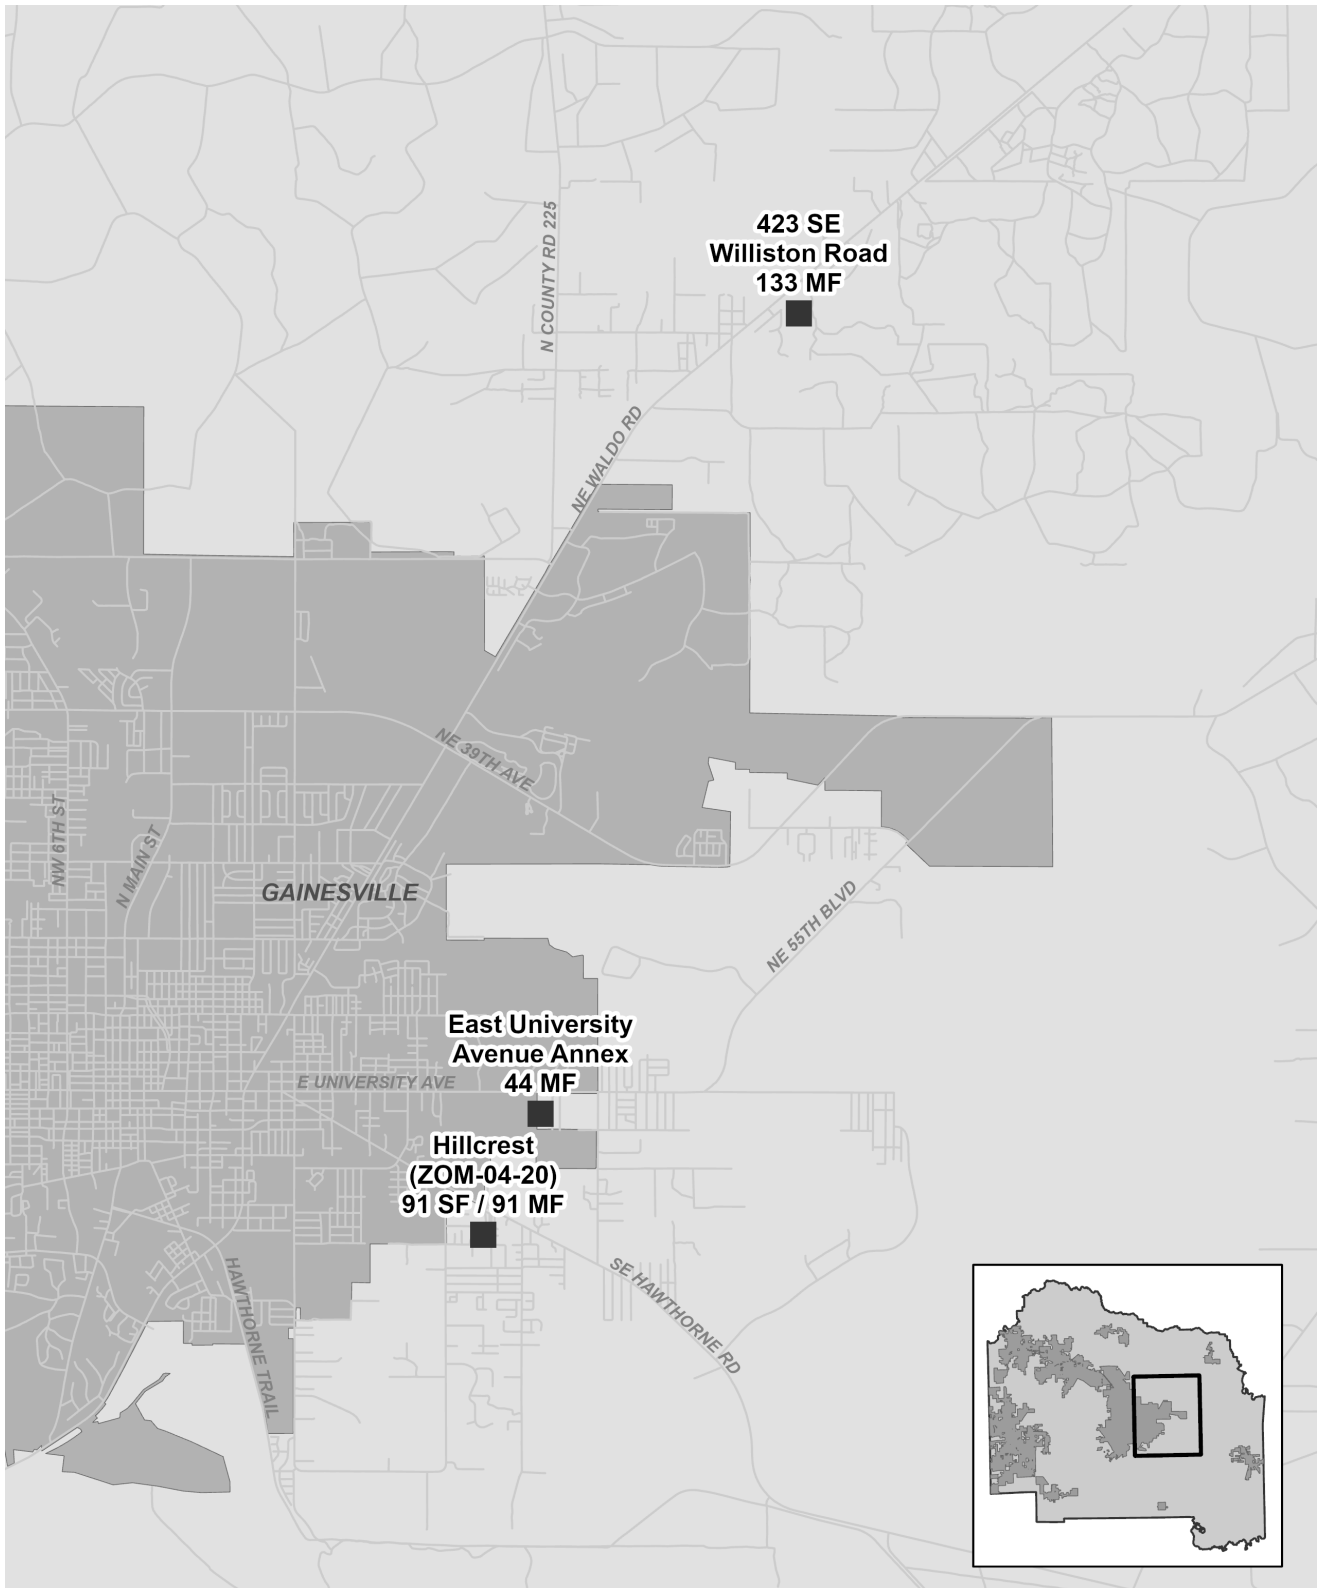 N COUNTY RD 225
423 SE
Williston Road
133 MF
NE WALDO RD
NE 39TH AVE
NW 6TH ST
N MAIN ST
GAINESVILLE
NE 55TH BLVD
East University
Avenue Annex
44 MF
E UNIVERSITY AVE
Hillcrest
(ZOM-04-20)
91 SF / 91 MF
HAWTHORNE TRAIL
SE HAWTHORNE RD